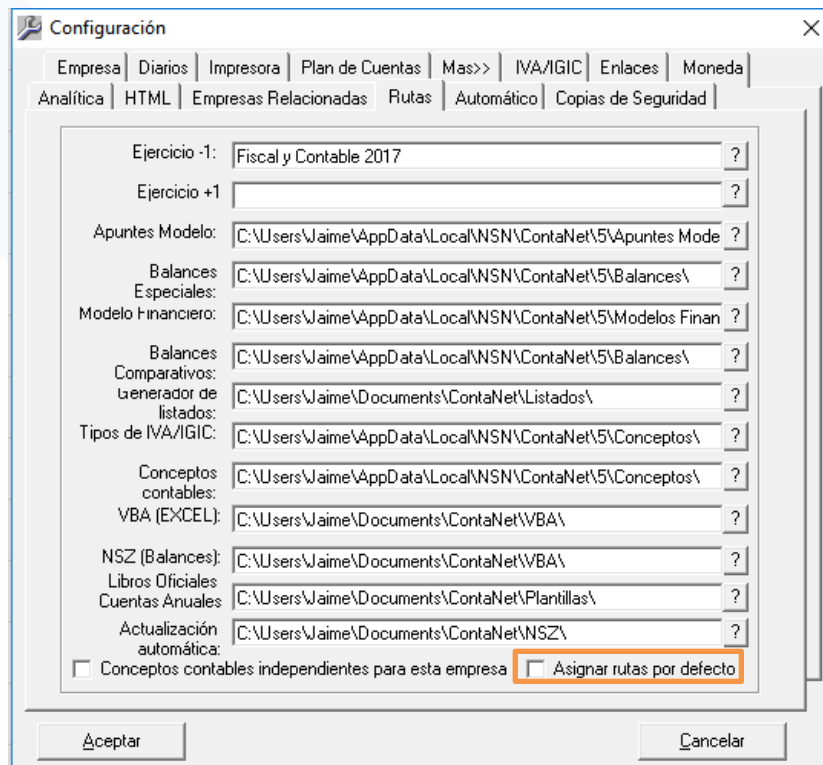 Configuración
Empresa Diarios Impresora Plan de Cuentas Mas>> IVA/IGIC Enlaces Moneda
Analítica HTML Empresas Relacionadas Rutas Automático Copias de Seguridad
Ejercicio -1: Fiscal y Contable 2017 ?
Ejercicio +1 ?
Apuntes Modelo: C:\Users\Jaime\AppData\Local\NSN\ContaNet\5\Apuntes Mode ?
Balances Especiales: C:\Users\Jaime\AppData\Local\NSN\ContaNet\5\Balances\ ?
Modelo Financiero: C:\Users\Jaime\AppData\Local\NSN\ContaNet\5\Modelos Finan ?
Balances Comparativos: C:\Users\Jaime\AppData\Local\NSN\ContaNet\5\Balances\ ?
Generador de listados: C:\Users\Jaime\Documents\ContaNet\Listados\ ?
Tipos de IVA/IGIC: C:\Users\Jaime\AppData\Local\NSN\ContaNet\5\Conceptos\ ?
Conceptos contables: C:\Users\Jaime\AppData\Local\NSN\ContaNet\5\Conceptos\ ?
VBA (EXCEL): C:\Users\Jaime\Documents\ContaNet\VBA\ ?
NSZ (Balances): C:\Users\Jaime\Documents\ContaNet\VBA\ ?
Libros Oficiales Cuentas Anuales C:\Users\Jaime\Documents\ContaNet\Plantillas\ ?
Actualización automática: C:\Users\Jaime\Documents\ContaNet\NSZ\ ?
Conceptos contables independientes para esta empresa Asignar rutas por defecto
Aceptar Cancelar